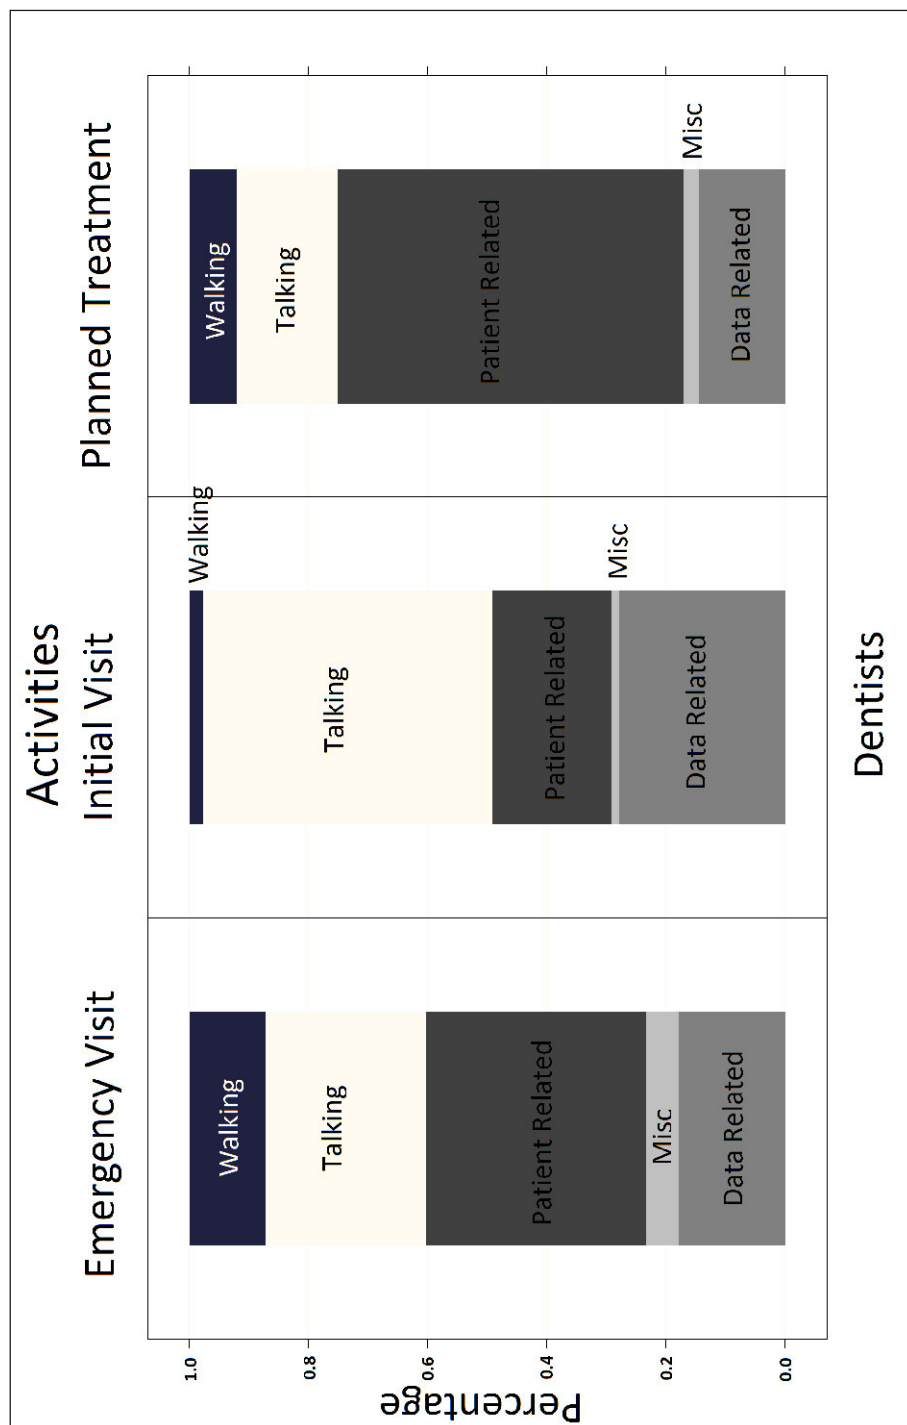 Activities
Emergency Visit
Initial Visit
Planned Treatment
Percentage
1.0
0.8
0.6
0.4
0.2
0.0
Walking
Talking
Patient Related
Misc
Data Related
Walking
Talking
Patient Related
Misc
Data Related
Walking
Talking
Patient Related
Misc
Data Related
Dentists